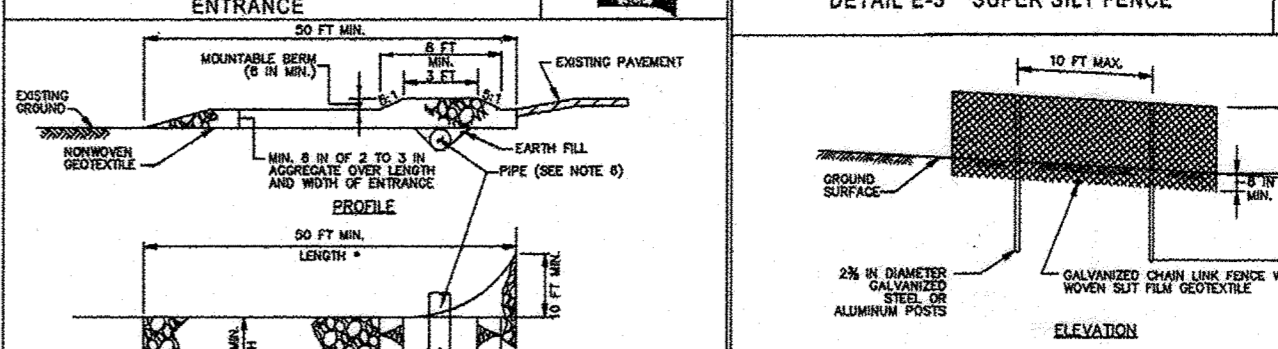 ENTRANCE
SCE
50 FT MIN.
MOUNTABLE BERM
(6 IN MIN.)
6 FT
MIN.
3 FT
EXISTING PAVEMENT
EXISTING
GROUND
NONWOVEN
GEOTEXTILE
EARTH FILL
MIN. 6 IN OF 2 TO 3 IN
AGGREGATE OVER LENGTH
AND WIDTH OF ENTRANCE
PIPE (SEE NOTE 6)
PROFILE
50 FT MIN.
LENGTH *
10 FT MIN.
MIN.
DETAIL E-3 SUPER SILT FENCE
10 FT MAX.
GROUND
SURFACE
8 IN
MIN.
2⅜ IN DIAMETER
GALVANIZED
STEEL OR
ALUMINUM POSTS
GALVANIZED CHAIN LINK FENCE W
WOVEN SLIT FILM GEOTEXTILE
ELEVATION